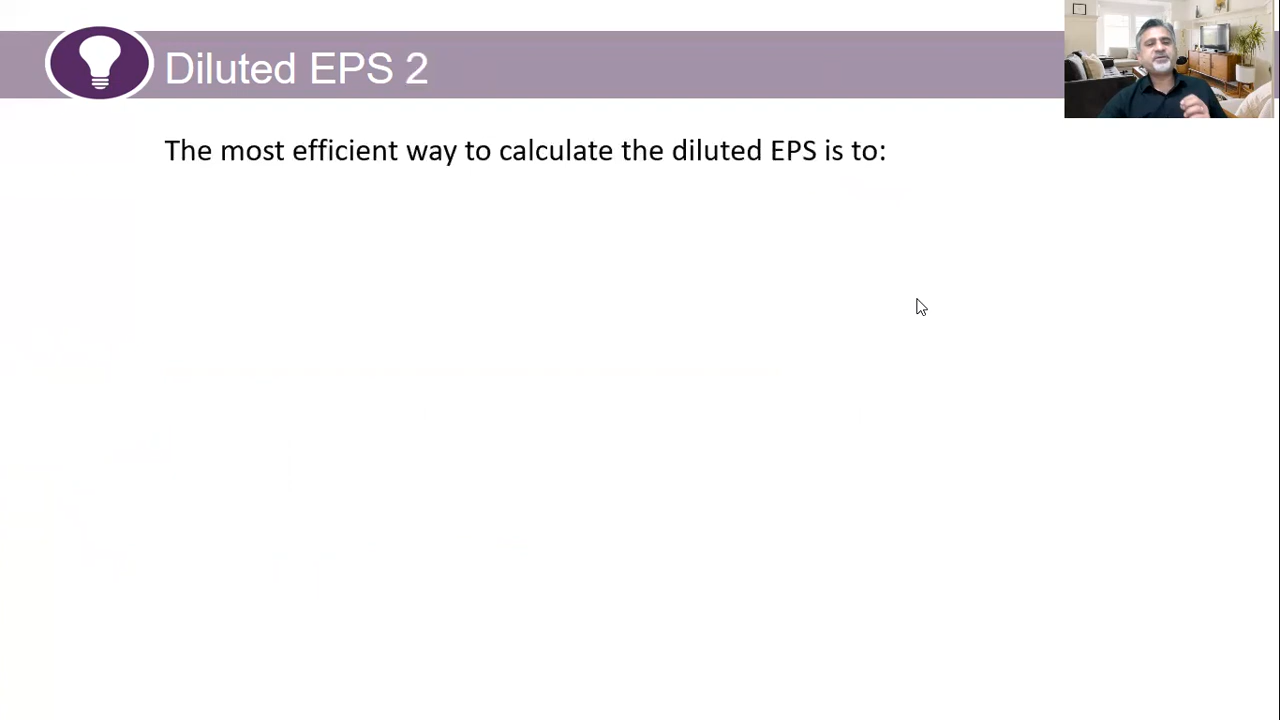 Diluted EPS 2
The most efficient way to calculate the diluted EPS is to: